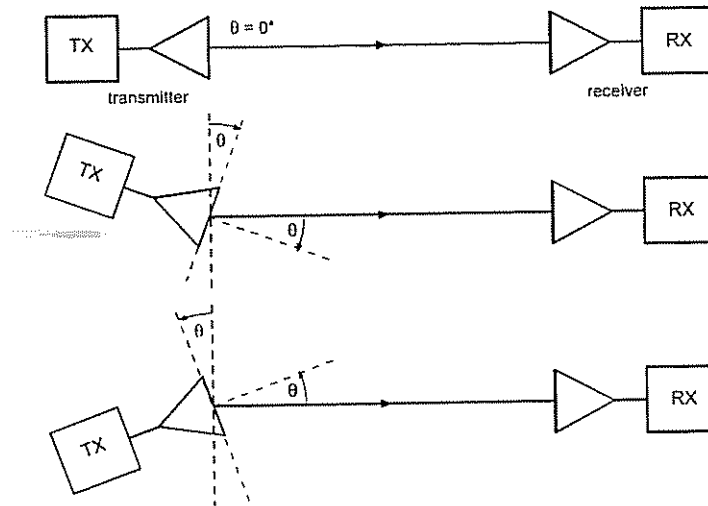 TX
θ = 0°
RX
transmitter
receiver
θ
TX
θ
RX
θ
θ
TX
RX